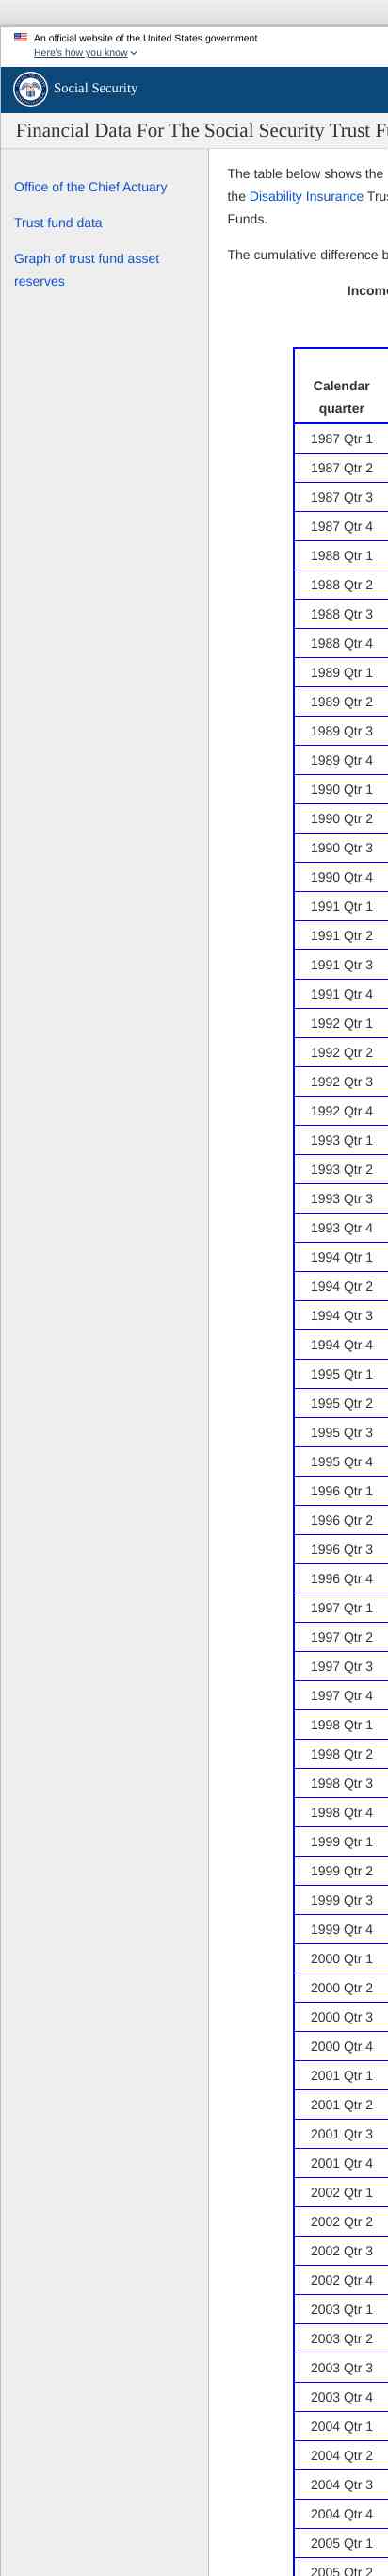 An official website of the United States government
Here's how you know
Social Security
Financial Data For The Social Security Trust
Office of the Chief Actuary
Trust fund data
Graph of trust fund asset
reserves
The table below shows the
the Disability Insurance
Funds.
The cumulative difference
Calendar
quarter
1987 Qtr 1
1987 Qtr 2
1987 Qtr 3
1987 Qtr 4
1988 Qtr 1
1988 Qtr 2
1988 Qtr 3
1988 Qtr 4
1989 Qtr 1
1989 Qtr 2
1989 Qtr 3
1989 Qtr 4
1990 Qtr 1
1990 Qtr 2
1990 Qtr 3
1990 Qtr 4
1991 Qtr 1
1991 Qtr 2
1991 Qtr 3
1991 Qtr 4
1992 Qtr 1
1992 Qtr 2
1992 Qtr 3
1992 Qtr 4
1993 Qtr 1
1993 Qtr 2
1993 Qtr 3
1993 Qtr 4
1994 Qtr 1
1994 Qtr 2
1994 Qtr 3
1994 Qtr 4
1995 Qtr 1
1995 Qtr 2
1995 Qtr 3
1995 Qtr 4
1996 Qtr 1
1996 Qtr 2
1996 Qtr 3
1996 Qtr 4
1997 Qtr 1
1997 Qtr 2
1997 Qtr 3
1997 Qtr 4
1998 Qtr 1
1998 Qtr 2
1998 Qtr 3
1998 Qtr 4
1999 Qtr 1
1999 Qtr 2
1999 Qtr 3
1999 Qtr 4
2000 Qtr 1
2000 Qtr 2
2000 Qtr 3
2000 Qtr 4
2001 Qtr 1
2001 Qtr 2
2001 Qtr 3
2001 Qtr 4
2002 Qtr 1
2002 Qtr 2
2002 Qtr 3
2002 Qtr 4
2003 Qtr 1
2003 Qtr 2
2003 Qtr 3
2003 Qtr 4
2004 Qtr 1
2004 Qtr 2
2004 Qtr 3
2004 Qtr 4
2005 Qtr 1
2005 Qtr 2